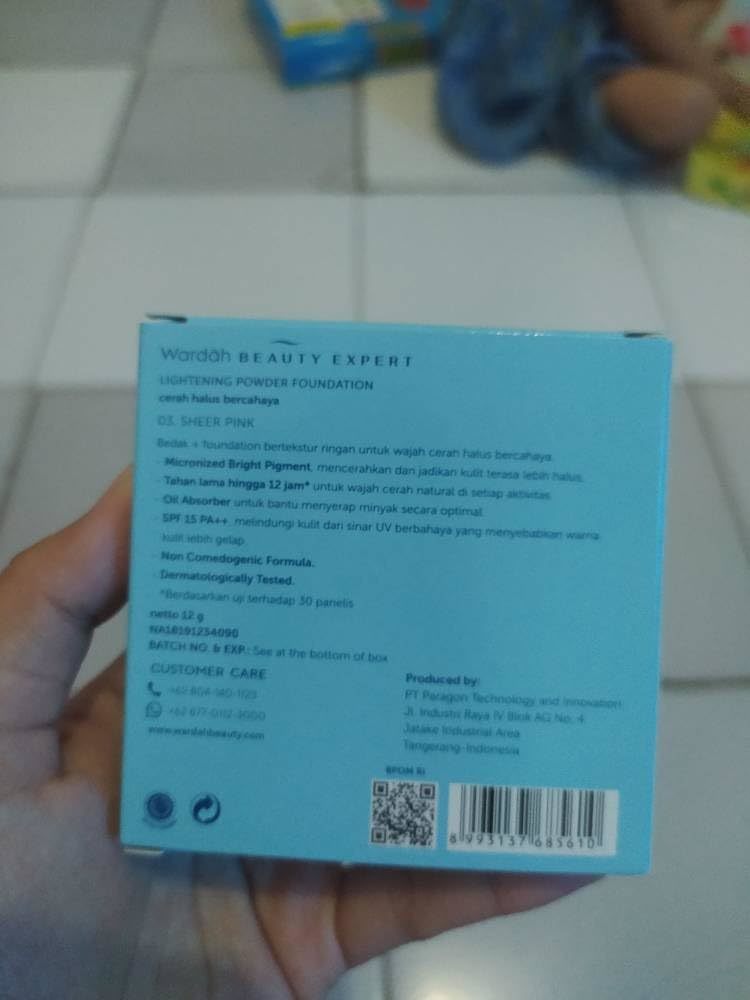 Wardah BEAUTY EXPERT
LIGHTENING POWDER FOUNDATION
cerah halus bercahaya
03. SHEER PINK
Bedak + foundation bertekstur ringan untuk wajah cerah halus bercahaya.
· Micronized Bright Pigment, mencerahkan dan jadikan kulit terasa lebih halus.
· Tahan lama hingga 12 jam* untuk wajah cerah natural di setiap aktivitas.
· Oil Absorber untuk bantu menyerap minyak secara optimal.
· SPF 15 PA++, melindungi kulit dari sinar UV berbahaya yang menyebabkan warna
kulit lebih gelap.
· Non Comedogenic Formula.
· Dermatologically Tested.
*Berdasarkan uji terhadap 30 panelis
netto 12 g
NA18191234090
BATCH NO. & EXP.: See at the bottom of box
CUSTOMER CARE
www.wardahbeauty.com
Produced by:
PT Paragon Technology and Innovation
Jl. Industri Raya IV Blok AG No. 4
Jatake Industrial Area
Tangerang-Indonesia
BPOM RI
8 993137 685610